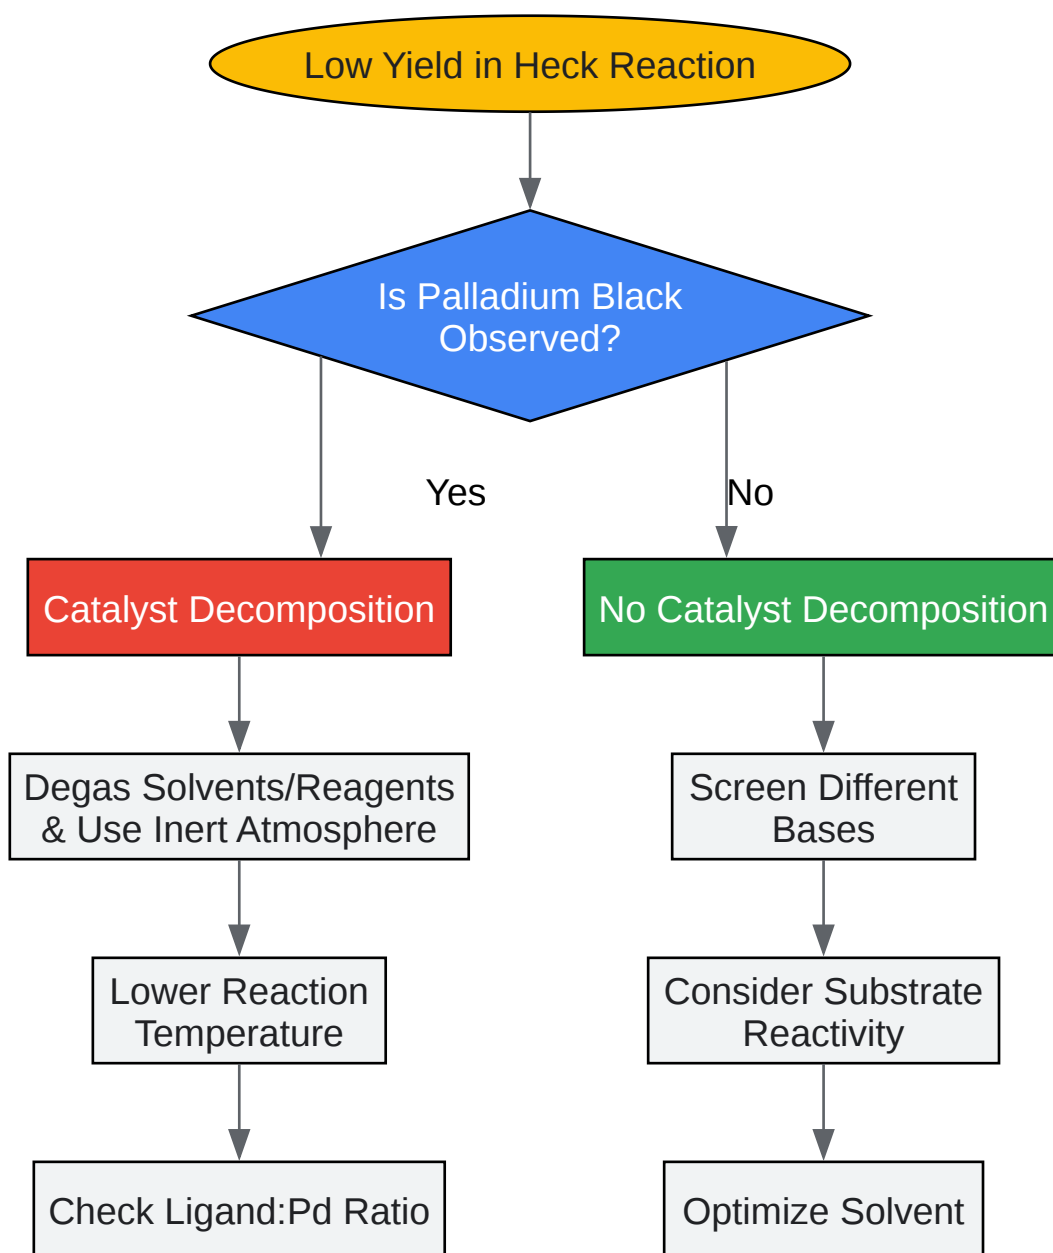 Low Yield in Heck Reaction
Is Palladium Black
Observed?
Yes
No
Catalyst Decomposition
No Catalyst Decomposition
Degas Solvents/Reagents
& Use Inert Atmosphere
Screen Different
Bases
Lower Reaction
Temperature
Consider Substrate
Reactivity
Check Ligand:Pd Ratio
Optimize Solvent